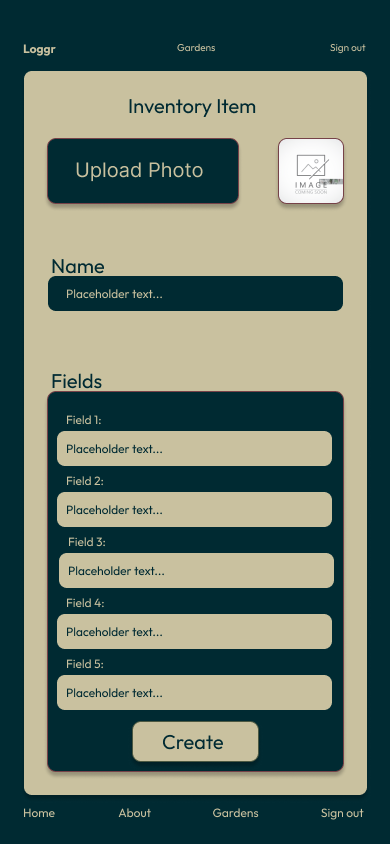 Loggr Gardens Sign out
Inventory Item
Upload Photo
IMAGE
COMING SOON
Name
Placeholder text...
Fields
Field 1:
Placeholder text...
Field 2:
Placeholder text...
Field 3:
Placeholder text...
Field 4:
Placeholder text...
Field 5:
Placeholder text...
Create
Home About Gardens Sign out